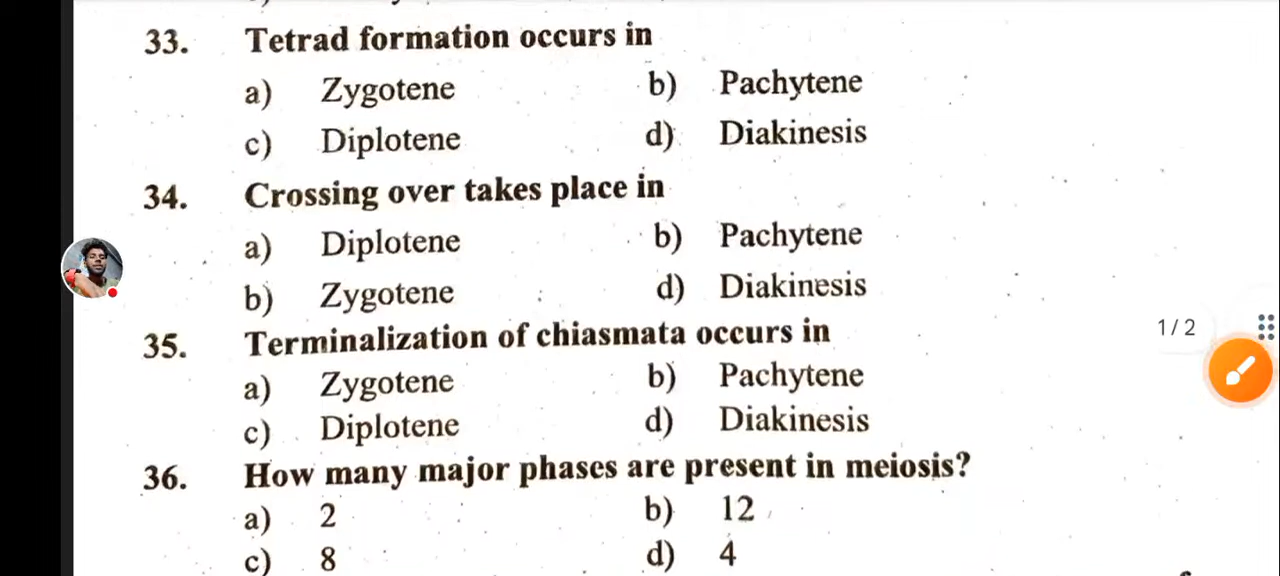 33. Tetrad formation occurs in
a) Zygotene b) Pachytene
c) Diplotene d) Diakinesis
34. Crossing over takes place in
a) Diplotene b) Pachytene
b) Zygotene d) Diakinesis
35. Terminalization of chiasmata occurs in
a) Zygotene b) Pachytene
c) Diplotene d) Diakinesis
1/2
36. How many major phases are present in meiosis?
a) 2 b) 12
c) 8 d) 4